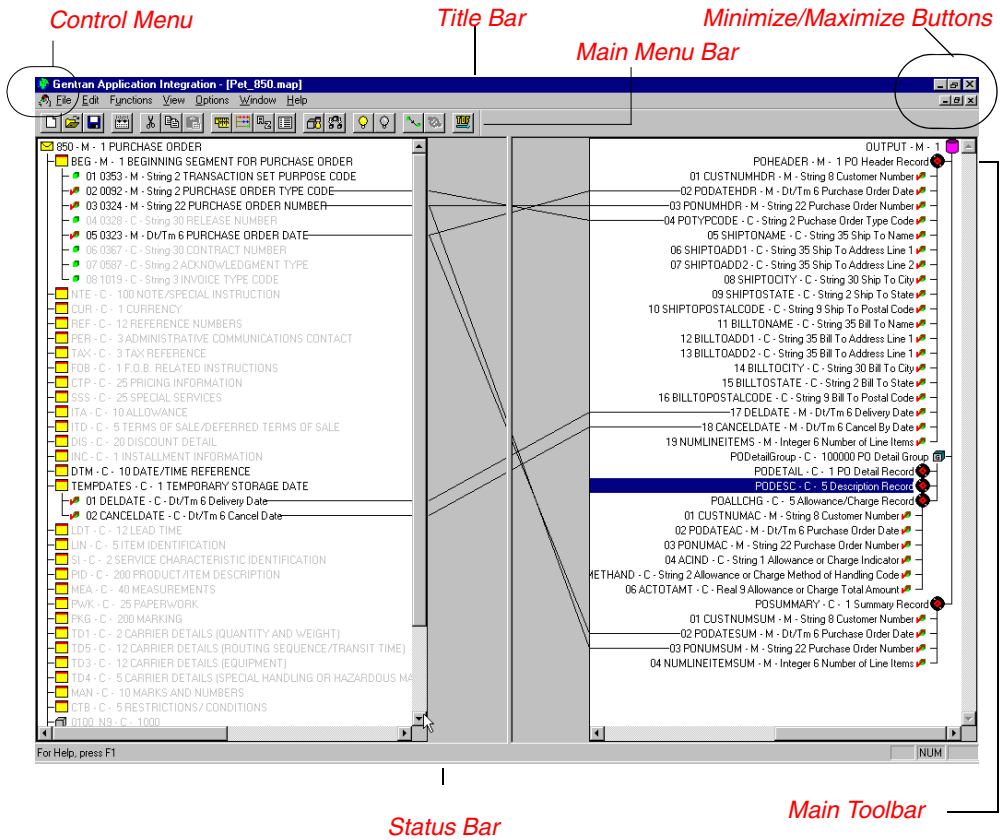 Control Menu
Title Bar
Minimize/Maximize Buttons
Main Menu Bar
Gentran Application Integration - [Pet_850.map]
File Edit Functions View Options Window Help
850 - M - 1 PURCHASE ORDER
BEG - M - 1 BEGINNING SEGMENT FOR PURCHASE ORDER
01 0353 - M - String 2 TRANSACTION SET PURPOSE CODE
02 0092 - M - String 2 PURCHASE ORDER TYPE CODE
03 0324 - M - String 22 PURCHASE ORDER NUMBER
04 0328 - C - String 30 RELEASE NUMBER
05 0323 - M - Dt/Tm 6 PURCHASE ORDER DATE
06 0367 - C - String 30 CONTRACT NUMBER
07 0587 - C - String 2 ACKNOWLEDGMENT TYPE
08 1019 - C - String 3 INVOICE TYPE CODE
NTE - C - 100 NOTE/SPECIAL INSTRUCTION
CUR - C - 1 CURRENCY
REF - C - 12 REFERENCE NUMBERS
PER - C - 3 ADMINISTRATIVE COMMUNICATIONS CONTACT
TAX - C - 3 TAX REFERENCE
FOB - C - 1 F.O.B. RELATED INSTRUCTIONS
CTP - C - 25 PRICING INFORMATION
SSS - C - 25 SPECIAL SERVICES
ITA - C - 10 ALLOWANCE
ITD - C - 5 TERMS OF SALE/DEFERRED TERMS OF SALE
DIS - C - 20 DISCOUNT DETAIL
INC - C - 1 INSTALLMENT INFORMATION
DTM - C - 10 DATE/TIME REFERENCE
TEMPDATES - C - 1 TEMPORARY STORAGE DATE
01 DELDATE - C - Dt/Tm 6 Delivery Date
02 CANCELDATE - C - Dt/Tm 6 Cancel Date
LDT - C - 12 LEAD TIME
LIN - C - 5 ITEM IDENTIFICATION
SI - C - 2 SERVICE CHARACTERISTIC IDENTIFICATION
PID - C - 200 PRODUCT/ITEM DESCRIPTION
MEA - C - 40 MEASUREMENTS
PWK - C - 25 PAPERWORK
PKG - C - 200 MARKING
TD1 - C - 2 CARRIER DETAILS (QUANTITY AND WEIGHT)
TD5 - C - 12 CARRIER DETAILS (ROUTING SEQUENCE/TRANSIT TIME)
TD3 - C - 12 CARRIER DETAILS (EQUIPMENT)
TD4 - C - 5 CARRIER DETAILS (SPECIAL HANDLING OR HAZARDOUS MA
MAN - C - 10 MARKS AND NUMBERS
CTB - C - 5 RESTRICTIONS/CONDITIONS
0100 N9 - C - 1000
OUTPUT - M - 1
POHEADER - M - 1 PO Header Record
01 CUSTNUMHDR - M - String 8 Customer Number
02 PODATEHDR - M - Dt/Tm 6 Purchase Order Date
03 PONUMHDR - M - String 22 Purchase Order Number
04 POTYPCODE - C - String 2 Puchase Order Type Code
05 SHIPTONAME - C - String 35 Ship To Name
06 SHIPTOADD1 - C - String 35 Ship To Address Line 1
07 SHIPTOADD2 - C - String 35 Ship To Address Line 2
08 SHIPTOCITY - C - String 30 Ship To City
09 SHIPTOSTATE - C - String 2 Ship To State
10 SHIPTOPOSTALCODE - C - String 9 Ship To Postal Code
11 BILLTONAME - C - String 35 Bill To Name
12 BILLTOADD1 - C - String 35 Bill To Address Line 1
13 BILLTOADD2 - C - String 35 Bill To Address Line 1
14 BILLTOCITY - C - String 30 Bill To City
15 BILLTOSTATE - C - String 2 Bill To State
16 BILLTOPOSTALCODE - C - String 9 Bill To Postal Code
17 DELDATE - M - Dt/Tm 6 Delivery Date
18 CANCELDATE - M - Dt/Tm 6 Cancel By Date
19 NUMLINEITEMS - M - Integer 6 Number of Line Items
PODetailGroup - C - 100000 PO Detail Group
PODETAIL - C - 1 PO Detail Record
PODESC - C - 5 Description Record
POALLCHG - C - 5 Allowance/Charge Record
01 CUSTNUMAC - M - String 8 Customer Number
02 PODATEAC - M - Dt/Tm 6 Purchase Order Date
03 PONUMAC - M - String 22 Purchase Order Number
04 ACIND - C - String 1 Allowance or Charge Indicator
METHAND - C - String 2 Allowance or Charge Method of Handling Code
06 ACTOTAMT - C - Real 9 Allowance or Charge Total Amount
POSUMMARY - C - 1 Summary Record
01 CUSTNUMSUM - M - String 8 Customer Number
02 PODATESUM - M - Dt/Tm 6 Purchase Order Date
03 PONUMSUM - M - String 22 Purchase Order Number
04 NUMLINEITEMSUM - M - Integer 6 Number of Line Items
For Help, press F1
NUM
Main Toolbar
Status Bar